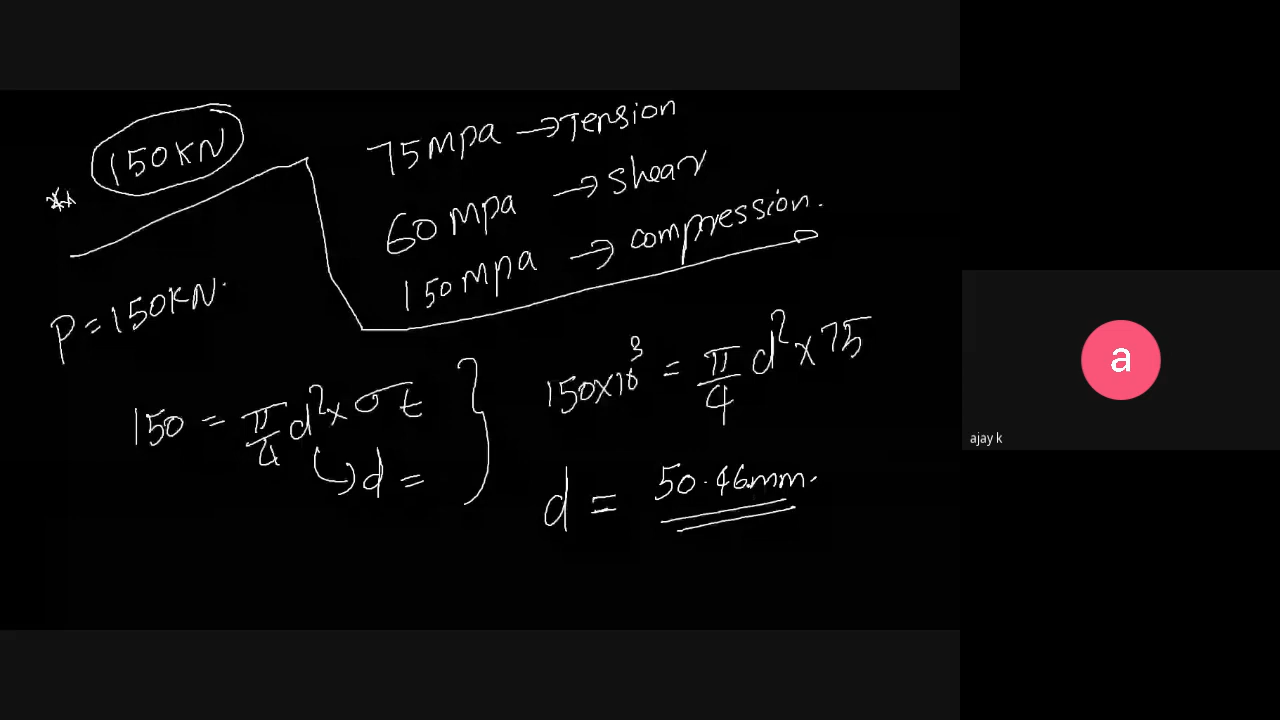 ** 150KN
75Mpa → Tension
60Mpa → Shear
150Mpa → compression.
P = 150KN.
150 = π/4 d² x σt
↳ d =
150x10³ = π/4 d² x 75
d = 50.46mm.
a
ajay k